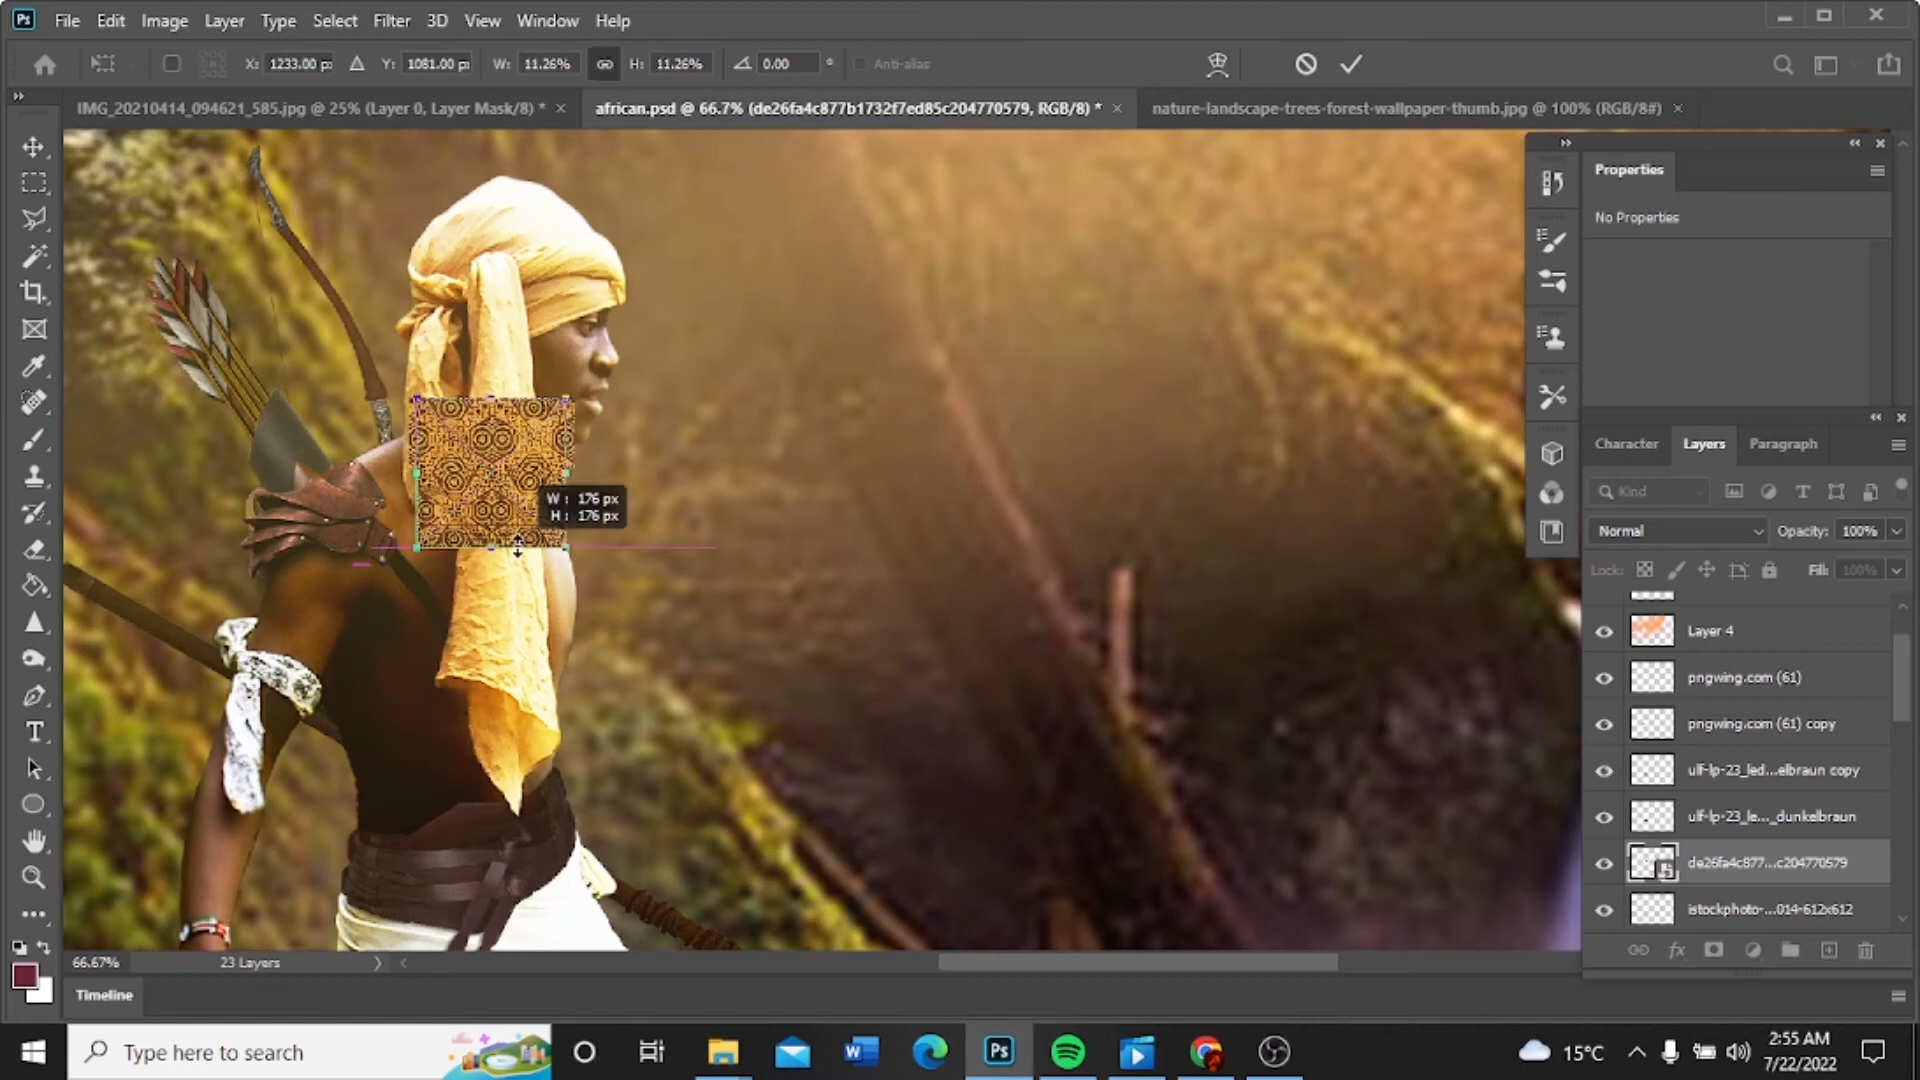 Ps File Edit Image Layer Type Select Filter 3D View Window Help
X: 1233.00 p: Y: 1081.00 p: W: 11.26% H: 11.26% 0.00 ° Anti-alias
IMG_20210414_094621_585.jpg @ 25% (Layer 0, Layer Mask/8) * african.psd @ 66.7% (de26fa4c877b1732f7ed85c204770579, RGB/8) * nature-landscape-trees-forest-wallpaper-thumb.jpg @ 100% (RGB/8#)
Properties
No Properties
W : 176 px
H : 176 px
Character Layers Paragraph
Kind
Normal Opacity: 100%
Lock: Fill: 100%
Layer 4
pngwing.com (61)
pngwing.com (61) copy
ulf-lp-23_led...elbraun copy
ulf-lp-23_le..._dunkelbraun
de26fa4c877...c204770579
istockphoto-...014-612x612
66.67% 23 Layers
Timeline
Type here to search
Ps
15°C
2:55 AM
7/22/2022